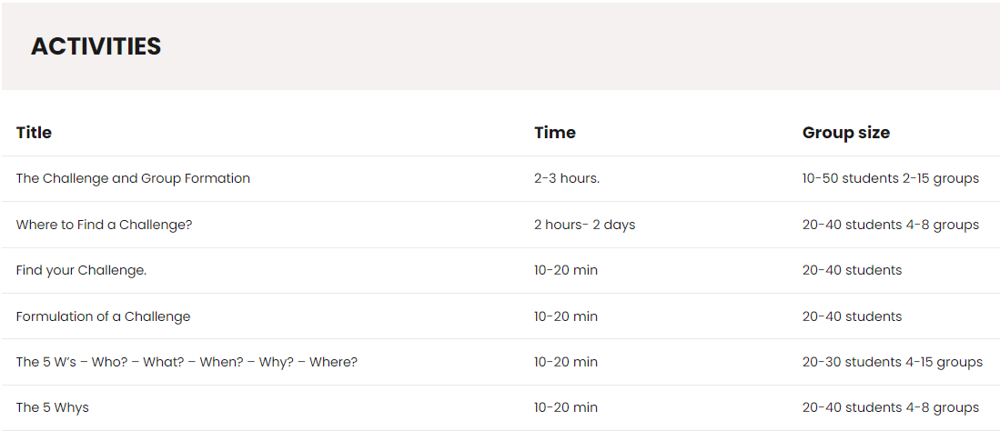 ACTIVITIES
Title Time Group size
The Challenge and Group Formation 2-3 hours. 10-50 students 2-15 groups
Where to Find a Challenge? 2 hours- 2 days 20-40 students 4-8 groups
Find your Challenge. 10-20 min 20-40 students
Formulation of a Challenge 10-20 min 20-40 students
The 5 W’s – Who? – What? – When? – Why? – Where? 10-20 min 20-30 students 4-15 groups
The 5 Whys 10-20 min 20-40 students 4-8 groups